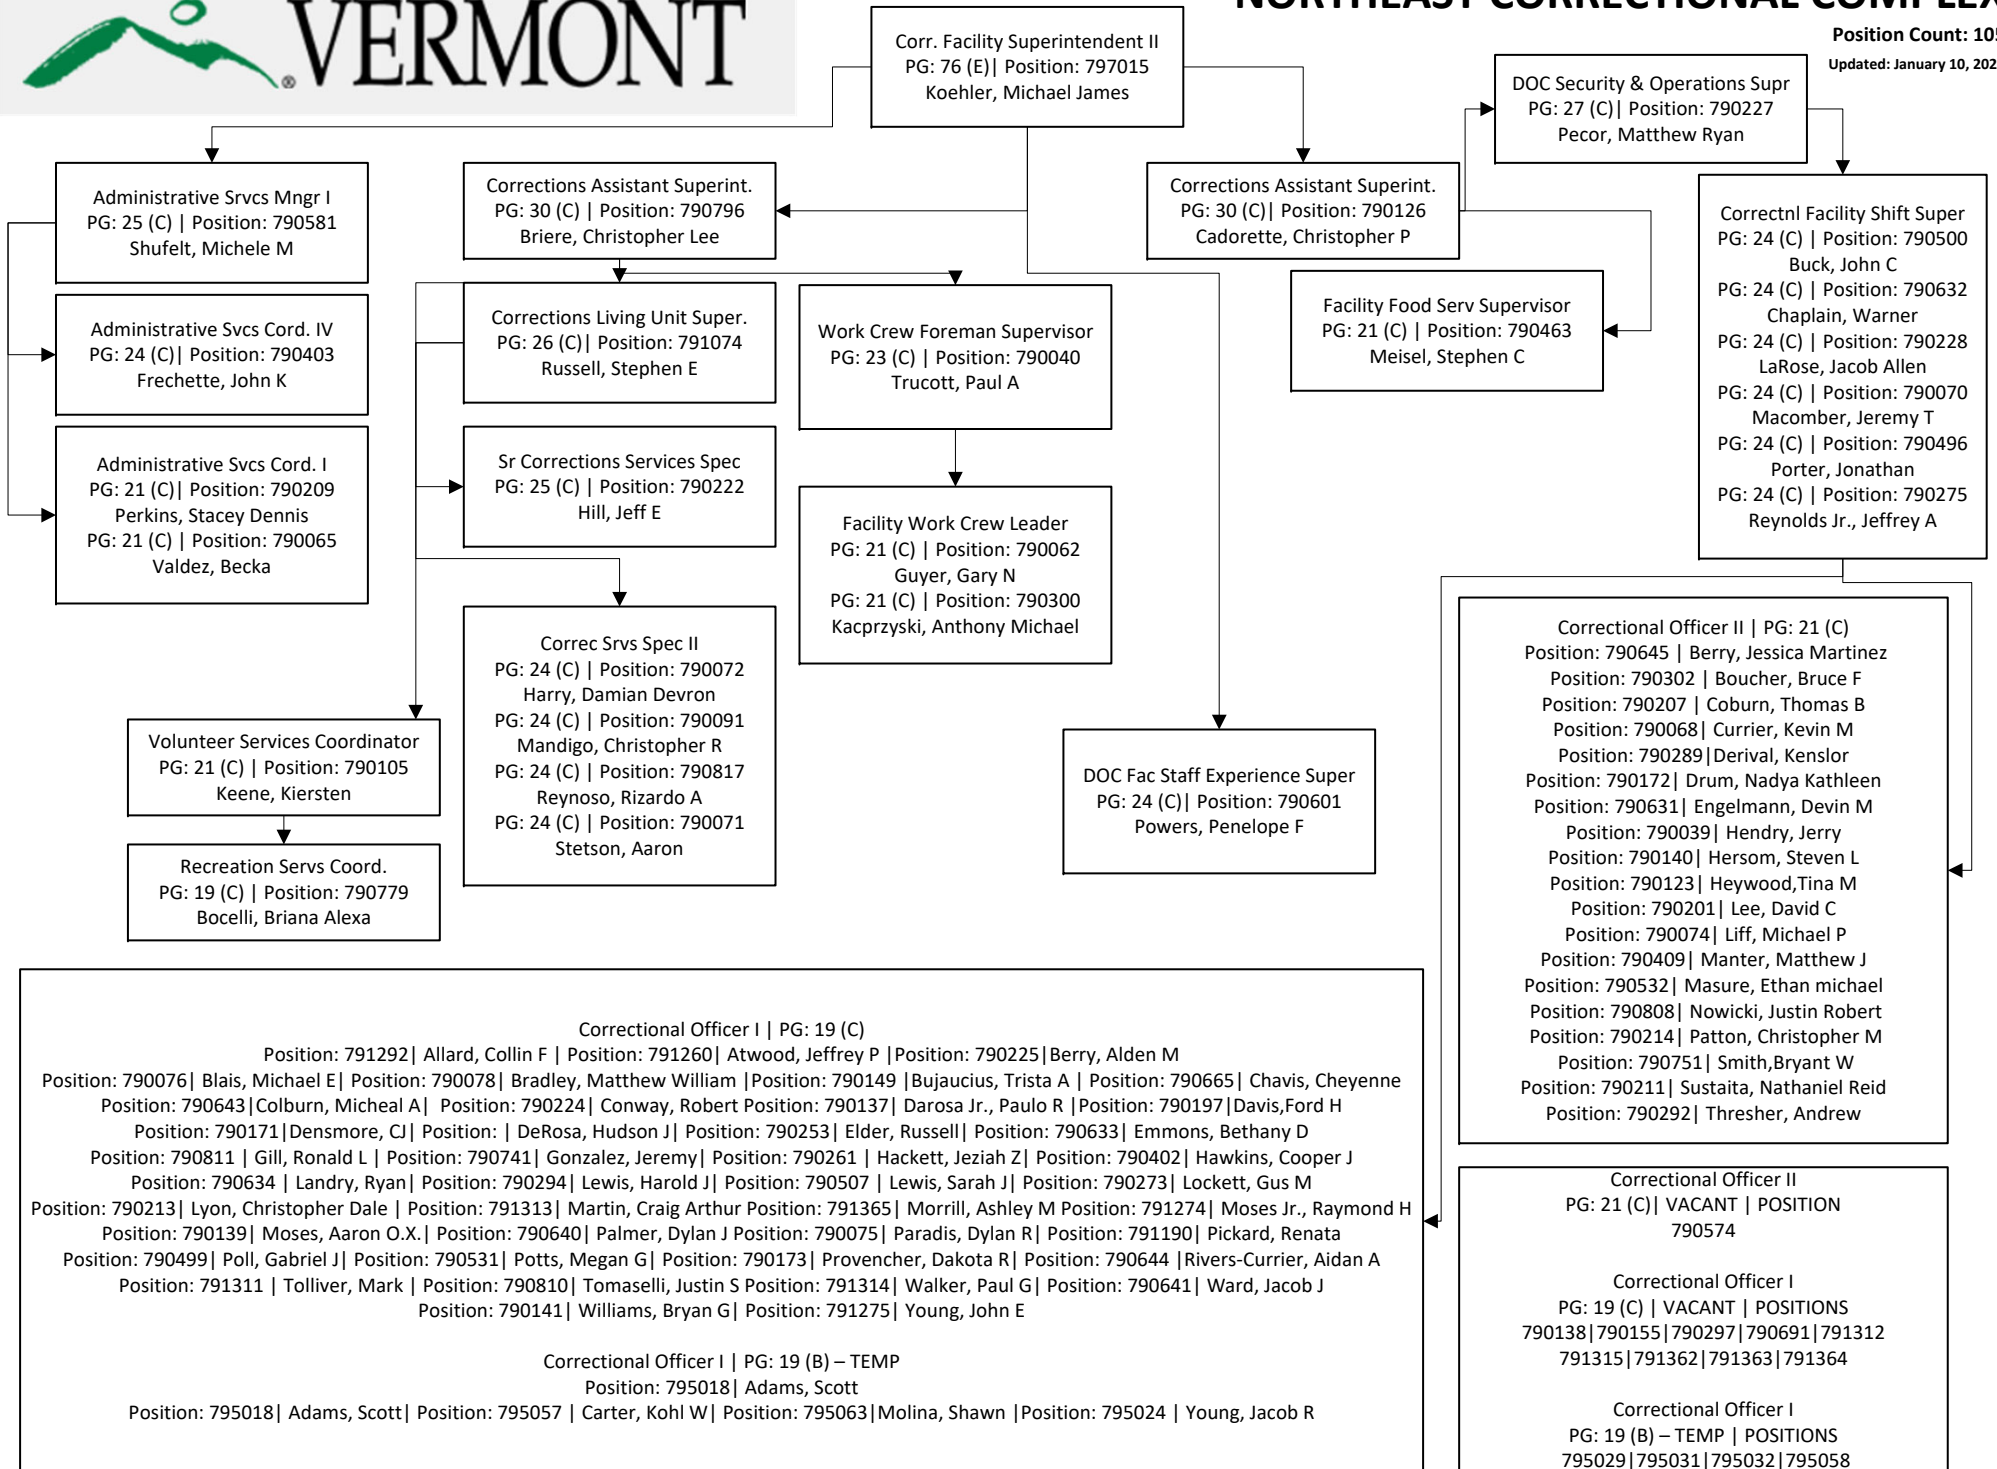 VERMONT
®
NORTHEAST CORRECTIONAL COMPLEX
Position Count: 105
Updated: January 10, 202
Corr. Facility Superintendent II
PG: 76 (E)| Position: 797015
Koehler, Michael James
DOC Security & Operations Supr
PG: 27 (C)| Position: 790227
Pecor, Matthew Ryan
Administrative Srvcs Mngr I
PG: 25 (C) | Position: 790581
Shufelt, Michele M
Corrections Assistant Superint.
PG: 30 (C) | Position: 790796
Briere, Christopher Lee
Corrections Assistant Superint.
PG: 30 (C)| Position: 790126
Cadorette, Christopher P
Correctnl Facility Shift Super
PG: 24 (C) | Position: 790500
Buck, John C
PG: 24 (C) | Position: 790632
Chaplain, Warner
PG: 24 (C) | Position: 790228
LaRose, Jacob Allen
PG: 24 (C) | Position: 790070
Macomber, Jeremy T
PG: 24 (C) | Position: 790496
Porter, Jonathan
PG: 24 (C) | Position: 790275
Reynolds Jr., Jeffrey A
Administrative Svcs Cord. IV
PG: 24 (C)| Position: 790403
Frechette, John K
Corrections Living Unit Super.
PG: 26 (C)| Position: 791074
Russell, Stephen E
Work Crew Foreman Supervisor
PG: 23 (C) | Position: 790040
Trucott, Paul A
Facility Food Serv Supervisor
PG: 21 (C) | Position: 790463
Meisel, Stephen C
Administrative Svcs Cord. I
PG: 21 (C)| Position: 790209
Perkins, Stacey Dennis
PG: 21 (C) | Position: 790065
Valdez, Becka
Sr Corrections Services Spec
PG: 25 (C) | Position: 790222
Hill, Jeff E
Facility Work Crew Leader
PG: 21 (C) | Position: 790062
Guyer, Gary N
PG: 21 (C) | Position: 790300
Kacprzyski, Anthony Michael
Correc Srvs Spec II
PG: 24 (C) | Position: 790072
Harry, Damian Devron
PG: 24 (C) | Position: 790091
Mandigo, Christopher R
PG: 24 (C) | Position: 790817
Reynoso, Rizardo A
PG: 24 (C) | Position: 790071
Stetson, Aaron
Volunteer Services Coordinator
PG: 21 (C) | Position: 790105
Keene, Kiersten
Recreation Servs Coord.
PG: 19 (C) | Position: 790779
Bocelli, Briana Alexa
DOC Fac Staff Experience Super
PG: 24 (C)| Position: 790601
Powers, Penelope F
Correctional Officer II | PG: 21 (C)
Position: 790645 | Berry, Jessica Martinez
Position: 790302 | Boucher, Bruce F
Position: 790207 | Coburn, Thomas B
Position: 790068| Currier, Kevin M
Position: 790289|Derival, Kenslor
Position: 790172| Drum, Nadya Kathleen
Position: 790631| Engelmann, Devin M
Position: 790039| Hendry, Jerry
Position: 790140| Hersom, Steven L
Position: 790123| Heywood,Tina M
Position: 790201| Lee, David C
Position: 790074| Liff, Michael P
Position: 790409| Manter, Matthew J
Position: 790532| Masure, Ethan michael
Position: 790808| Nowicki, Justin Robert
Position: 790214| Patton, Christopher M
Position: 790751| Smith,Bryant W
Position: 790211| Sustaita, Nathaniel Reid
Position: 790292| Thresher, Andrew
Correctional Officer I | PG: 19 (C)
Position: 791292| Allard, Collin F | Position: 791260| Atwood, Jeffrey P |Position: 790225|Berry, Alden M
Position: 790076| Blais, Michael E| Position: 790078| Bradley, Matthew William |Position: 790149 |Bujaucius, Trista A | Position: 790665| Chavis, Cheyenne
Position: 790643|Colburn, Micheal A|  Position: 790224| Conway, Robert Position: 790137| Darosa Jr., Paulo R |Position: 790197|Davis,Ford H
Position: 790171|Densmore, CJ| Position: | DeRosa, Hudson J| Position: 790253| Elder, Russell| Position: 790633| Emmons, Bethany D
Position: 790811 | Gill, Ronald L | Position: 790741| Gonzalez, Jeremy| Position: 790261 | Hackett, Jeziah Z| Position: 790402| Hawkins, Cooper J
Position: 790634 | Landry, Ryan| Position: 790294| Lewis, Harold J| Position: 790507 | Lewis, Sarah J| Position: 790273| Lockett, Gus M
Position: 790213| Lyon, Christopher Dale | Position: 791313| Martin, Craig Arthur Position: 791365| Morrill, Ashley M Position: 791274| Moses Jr., Raymond H
Position: 790139| Moses, Aaron O.X.| Position: 790640| Palmer, Dylan J Position: 790075| Paradis, Dylan R| Position: 791190| Pickard, Renata
Position: 790499| Poll, Gabriel J| Position: 790531| Potts, Megan G| Position: 790173| Provencher, Dakota R| Position: 790644 |Rivers-Currier, Aidan A
Position: 791311 | Tolliver, Mark | Position: 790810| Tomaselli, Justin S Position: 791314| Walker, Paul G| Position: 790641| Ward, Jacob J
Position: 790141| Williams, Bryan G| Position: 791275| Young, John E
Correctional Officer I | PG: 19 (B) – TEMP
Position: 795018| Adams, Scott
Position: 795018| Adams, Scott| Position: 795057 | Carter, Kohl W| Position: 795063|Molina, Shawn |Position: 795024 | Young, Jacob R
Correctional Officer II
PG: 21 (C)| VACANT | POSITION
790574
Correctional Officer I
PG: 19 (C) | VACANT | POSITIONS
790138|790155|790297|790691|791312
791315|791362|791363|791364
Correctional Officer I
PG: 19 (B) – TEMP | POSITIONS
795029|795031|795032|795058